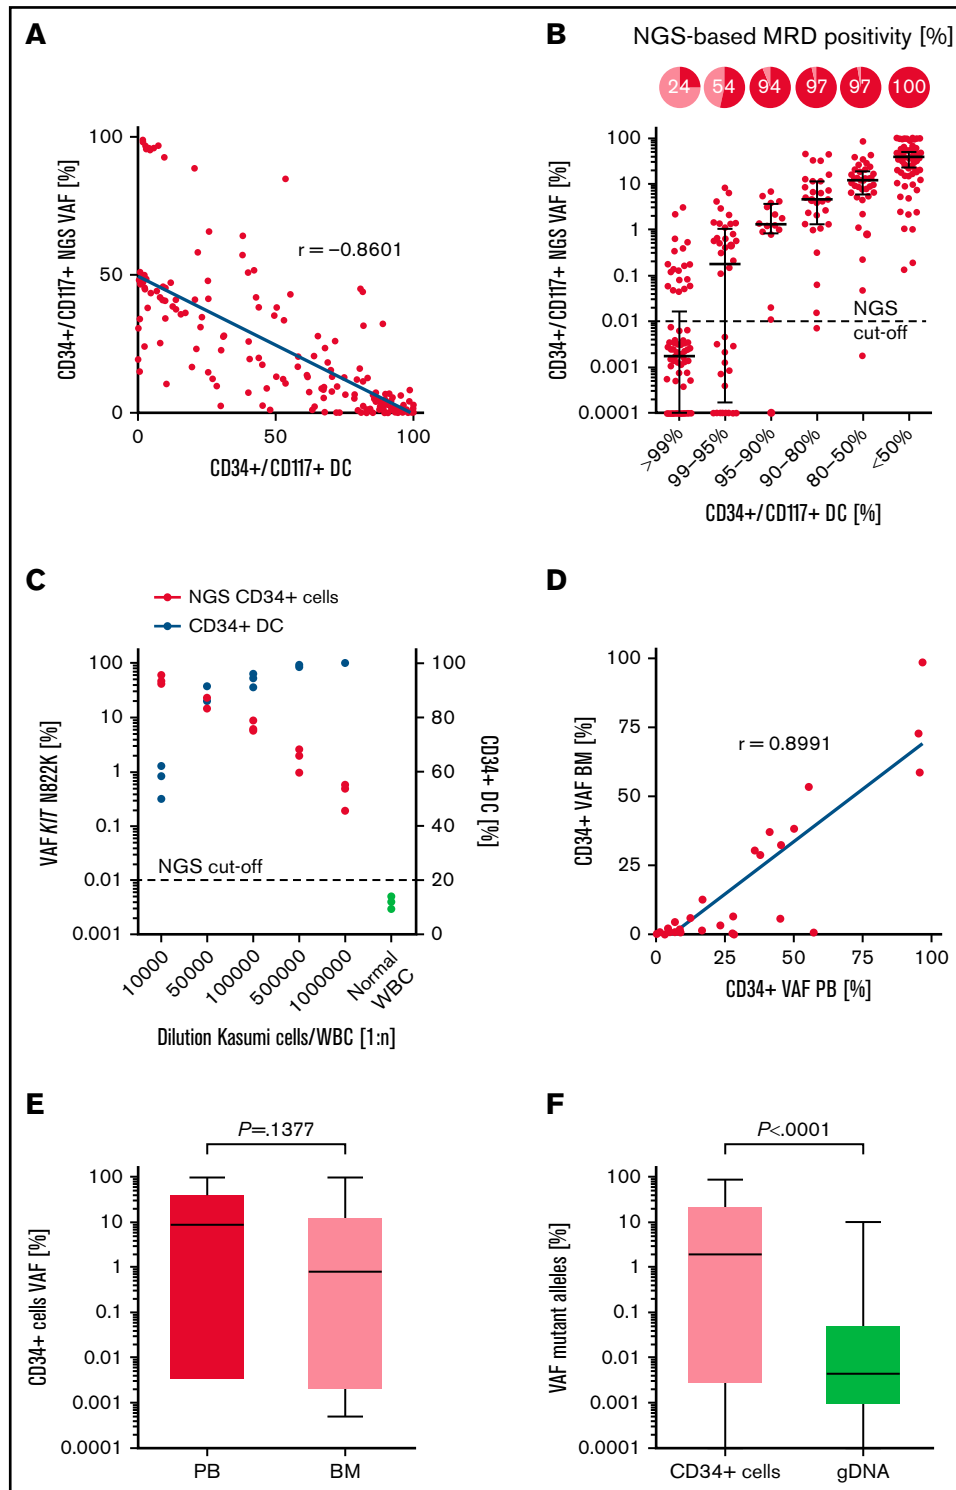 A
CD34+/CD117+ NGS VAF [%]
100
50
0
r = −0.8601
0
50
100
CD34+/CD117+ DC
B
NGS-based MRD positivity [%]
24
54
94
97
97
100
CD34+/CD117+ NGS VAF [%]
100
10
1
0.1
0.01
0.001
0.0001
NGS
cut-off
>99%
99–95%
95–90%
90–80%
80–50%
<50%
CD34+/CD117+ DC [%]
C
NGS CD34+ cells
CD34+ DC
VAF KIT N822K [%]
100
10
1
0.1
0.01
0.001
NGS cut-off
100
80
60
40
20
0
CD34+ DC
[%]
10000
50000
100000
500000
1000000
Normal
WBC
Dilution Kasumi cells/WBC [1:n]
D
CD34+ VAF BM [%]
100
75
50
25
0
r = 0.8991
0
25
50
75
100
CD34+ VAF PB [%]
E
P=.1377
CD34+ cells VAF [%]
100
10
1
0.1
0.01
0.001
0.0001
PB
BM
F
P<.0001
VAF mutant alleles [%]
100
10
1
0.1
0.01
0.001
0.0001
CD34+ cells
gDNA